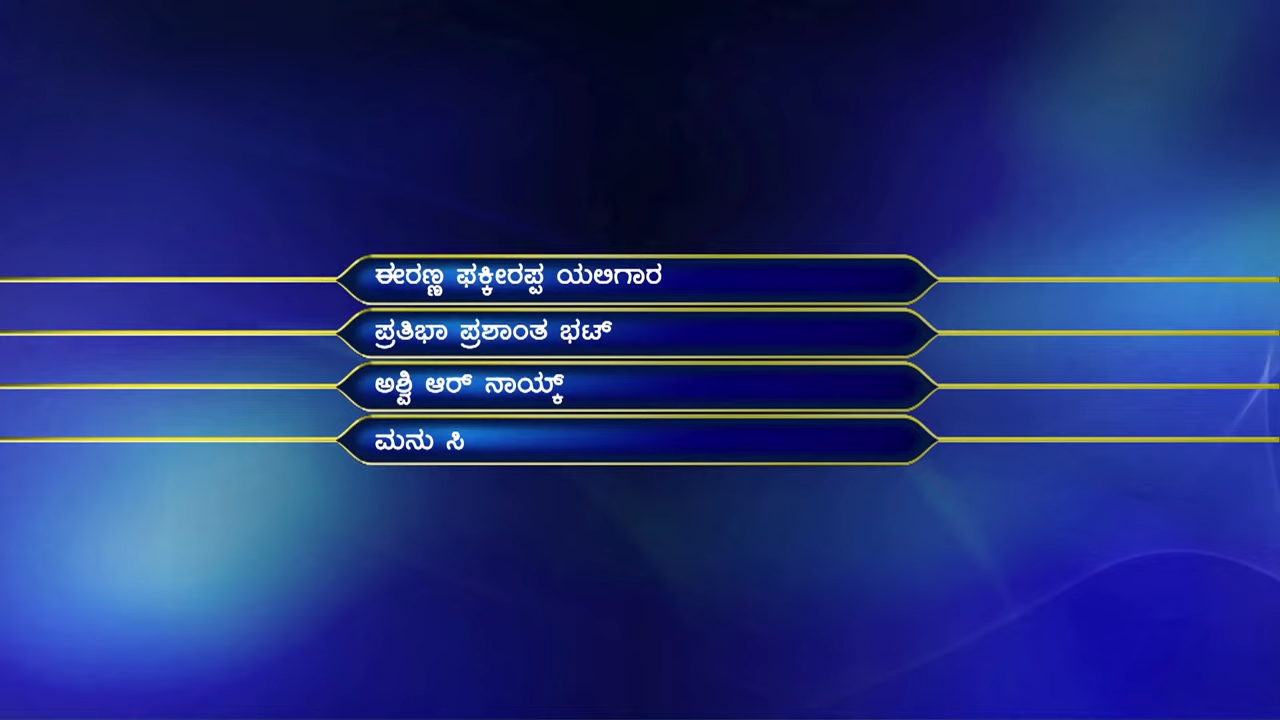 ಈರಣ್ಣ ಫಕ್ಕೀರಪ್ಪ ಯಲಿಗಾರ
ಪ್ರತಿಭಾ ಪ್ರಶಾಂತ ಭಟ್
ಅಶ್ವಿ ಆರ್ ನಾಯ್ಕ್
ಮನು ಸಿ